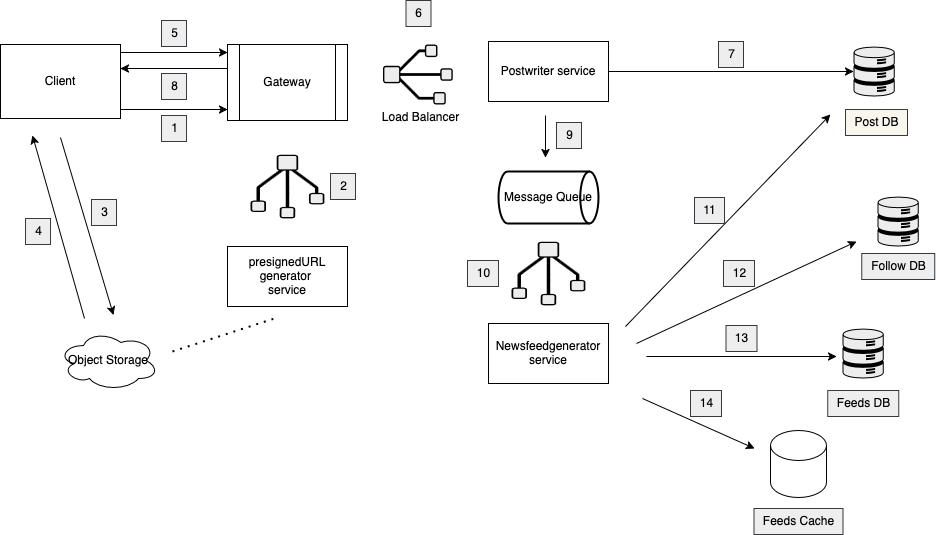 6
5
Client
8
Gateway
1
Load Balancer
Postwriter service
7
Post DB
9
2
Message Queue
4
3
presignedURL
generator
service
11
Follow DB
10
12
Object Storage
Newsfeedgenerator
service
13
Feeds DB
14
Feeds Cache